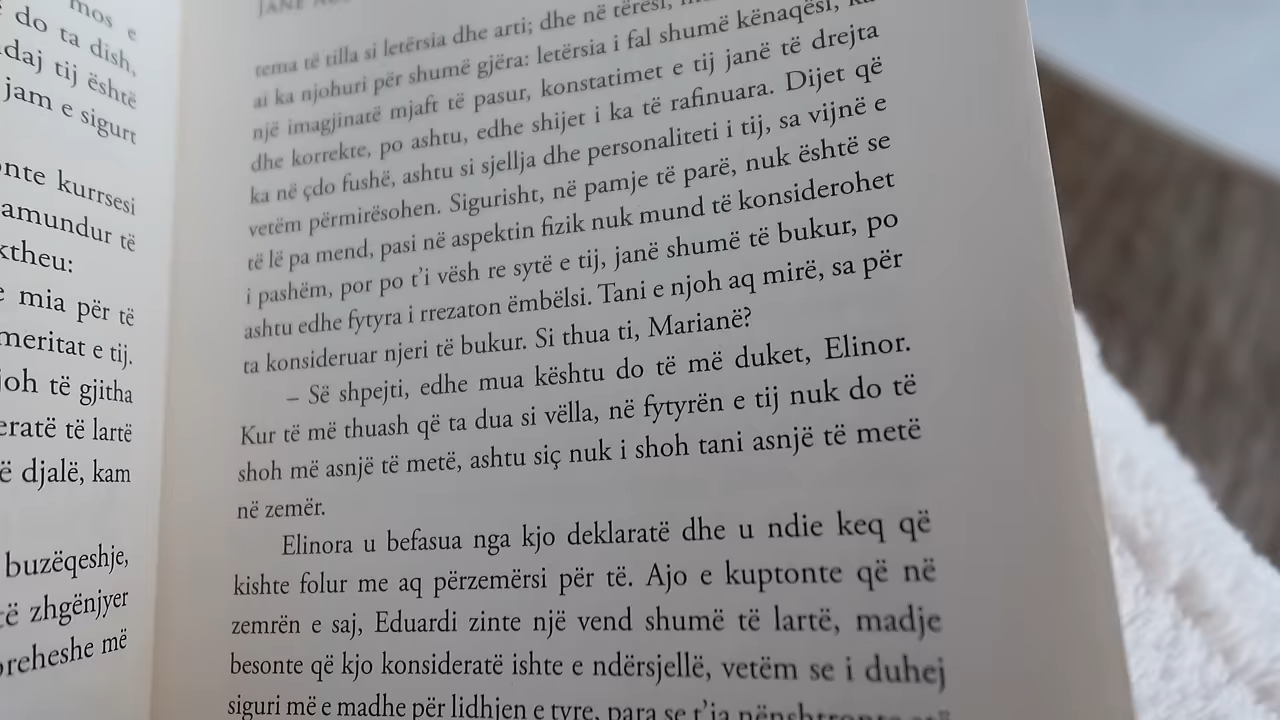 mos e
do ta dish,
daj tij është
jam e sigurt
kurrsesi
amundur të
ktheu:
mia për të
meritat e tij.
të gjitha
të lartë
djalë, kam
buzëqeshje,
zhgënjyer
më
JANE
tema të tilla si letërsia dhe arti; dhe në tërësi,
ai ka njohuri për shumë gjëra: letërsia i fal shumë kënaqësi,
një imagjinatë mjaft të pasur, konstatimet e tij janë të drejta
dhe korrekte, po ashtu, edhe shijet i ka të rafinuara. Dijet që
ka në çdo fushë, ashtu si sjellja dhe personaliteti i tij, sa vijnë e
vetëm përmirësohen. Sigurisht, në pamje të parë, nuk është se
të lë pa mend, pasi në aspektin fizik nuk mund të konsiderohet
i pashëm, por po t’i vësh re sytë e tij, janë shumë të bukur, po
ashtu edhe fytyra i rrezaton ëmbëlsi. Tani e njoh aq mirë, sa për
ta konsideruar njeri të bukur. Si thua ti, Marianë?
– Së shpejti, edhe mua kështu do të më duket, Elinor.
Kur të më thuash që ta dua si vëlla, në fytyrën e tij nuk do të
shoh më asnjë të metë, ashtu siç nuk i shoh tani asnjë të metë
në zemër.
Elinora u befasua nga kjo deklaratë dhe u ndie keq që
kishte folur me aq përzemërsi për të. Ajo e kuptonte që në
zemrën e saj, Eduardi zinte një vend shumë të lartë, madje
besonte që kjo konsideratë ishte e ndërsjellë, vetëm se i duhej
siguri më e madhe për lidhjen e tyre, para se t’ia